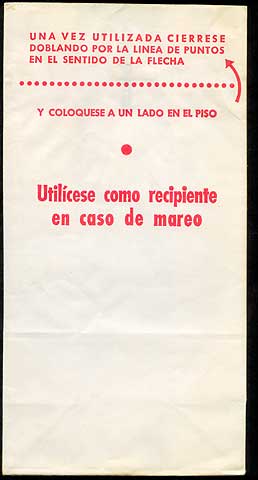 UNA VEZ UTILIZADA CIERRESE
DOBLANDO POR LA LINEA DE PUNTOS
EN EL SENTIDO DE LA FLECHA
Y COLOQUESE A UN LADO EN EL PISO
Utilícese como recipiente
en caso de mareo